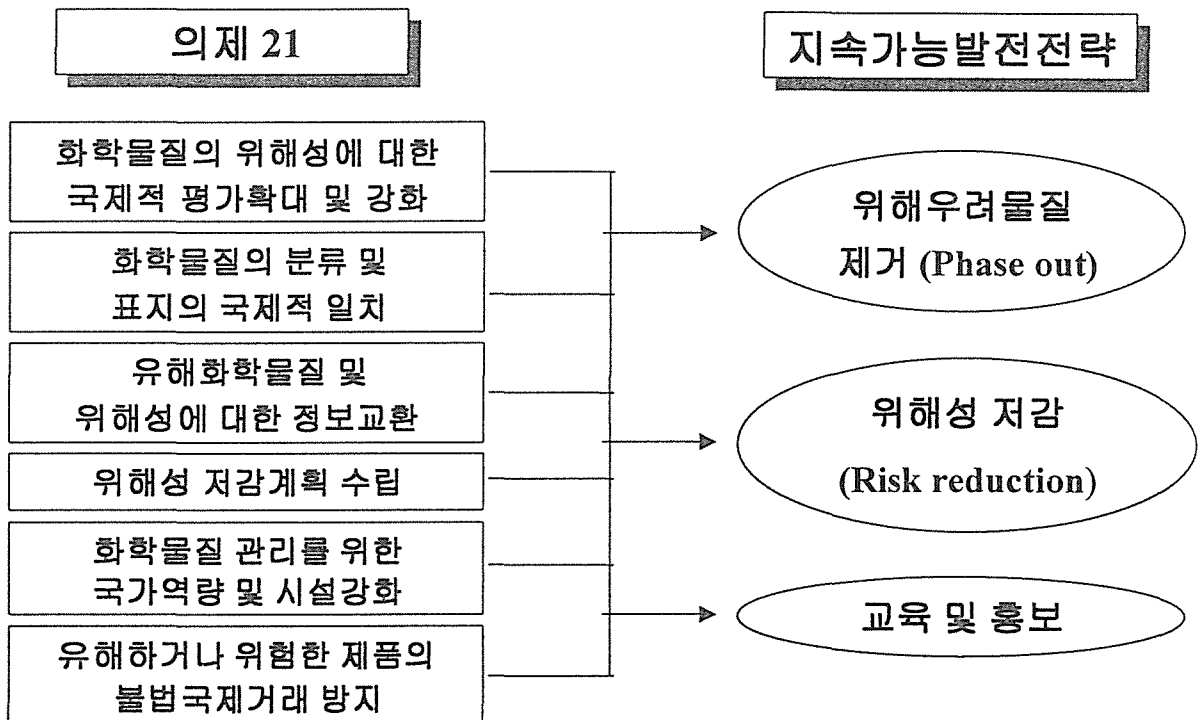 의제 21
화학물질의 위해성에 대한
국제적 평가확대 및 강화
화학물질의 분류 및
표지의 국제적 일치
유해화학물질 및
위해성에 대한 정보교환
위해성 저감계획 수립
화학물질 관리를 위한
국가역량 및 시설강화
유해하거나 위험한 제품의
불법국제거래 방지
지속가능발전전략
위해우려물질
제거 (Phase out)
위해성 저감
(Risk reduction)
교육 및 홍보